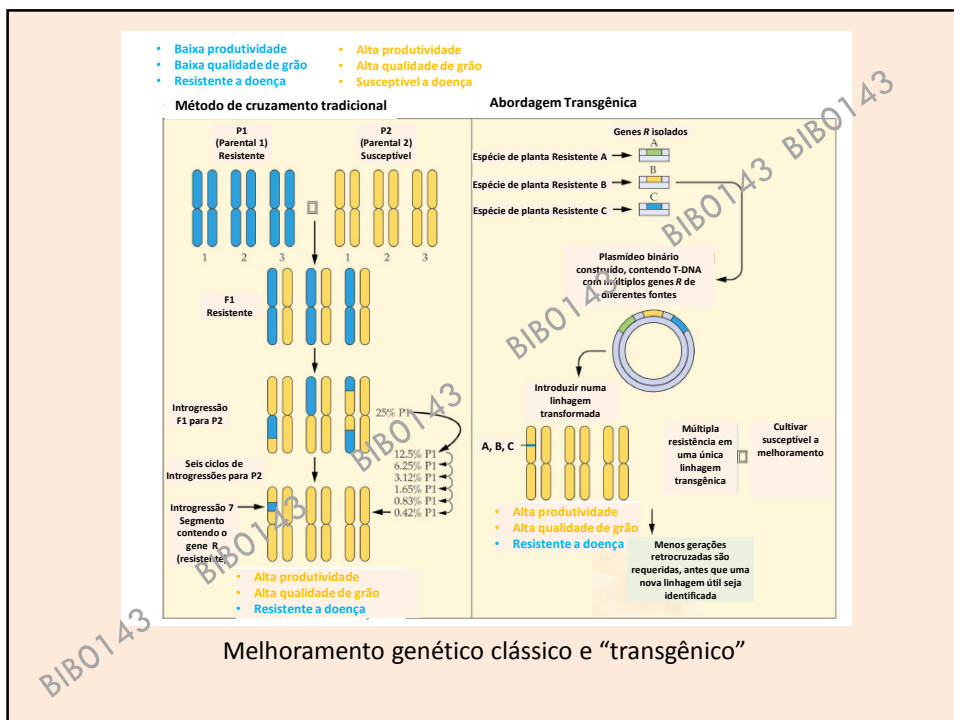 • Baixa produtividade
• Baixa qualidade de grão
• Resistente a doença
• Alta produtividade
• Alta qualidade de grão
• Susceptível a doença
Método de cruzamento tradicional
P1
(Parental 1)
Resistente
P2
(Parental 2)
Susceptível
1 2 3 1 2 3
F1
Resistente
Introgressão
F1 para P2
25% P1
12.5% P1
6.25% P1
3.12% P1
1.65% P1
0.83% P1
0.42% P1
Seis ciclos de
Introgressões para P2
Introgressão 7
Segmento
contendo o
gene R
(resistente)
• Alta produtividade
• Alta qualidade de grão
• Resistente a doença
Abordagem Transgênica
Genes R isolados
Espécie de planta Resistente A
A
Espécie de planta Resistente B
B
Espécie de planta Resistente C
C
Plasmídeo binário
construído, contendo T-DNA
com múltiplos genes R de
diferentes fontes
Introduzir numa
linhagem
transformada
A, B, C
Múltipla
resistência em
uma única
linhagem
transgênica
Cultivar
susceptível a
melhoramento
• Alta produtividade
• Alta qualidade de grão
• Resistente a doença
Menos gerações
retrocruzadas são
requeridas, antes que uma
nova linhagem útil seja
identificada
Melhoramento genético clássico e “transgênico”
BIB0143
BIB0143
BIB0143
BIB0143
BIB0143
BIB0143